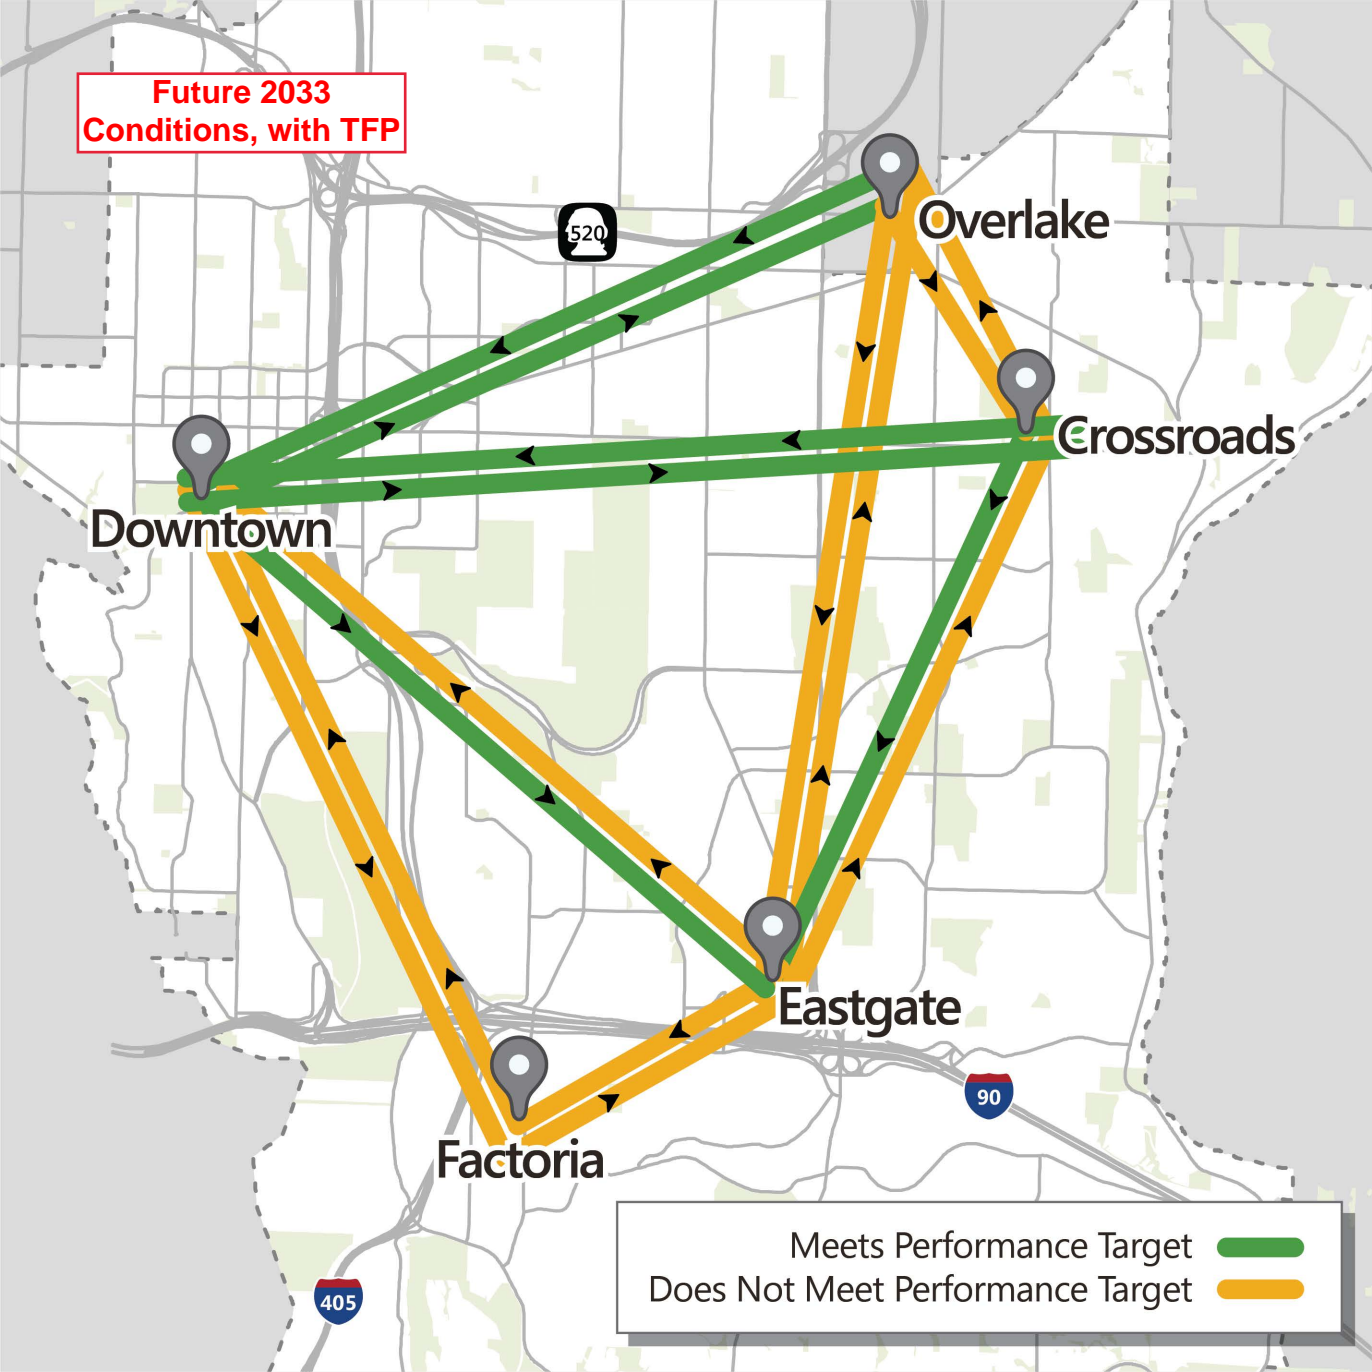 Future 2033
Conditions, with TFP
520
Overlake
Crossroads
Downtown
Eastgate
90
Factoria
Meets Performance Target
Does Not Meet Performance Target
405